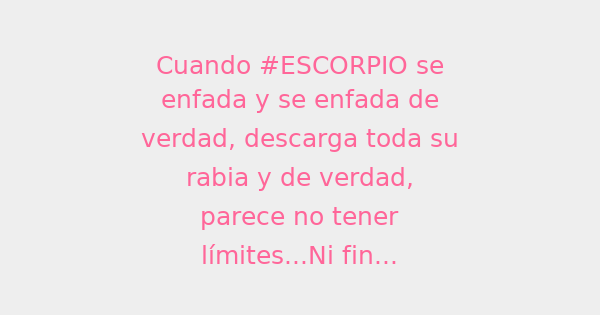 Cuando #ESCORPIO se
enfada y se enfada de
verdad, descarga toda su
rabia y de verdad,
parece no tener
límites...Ni fin...